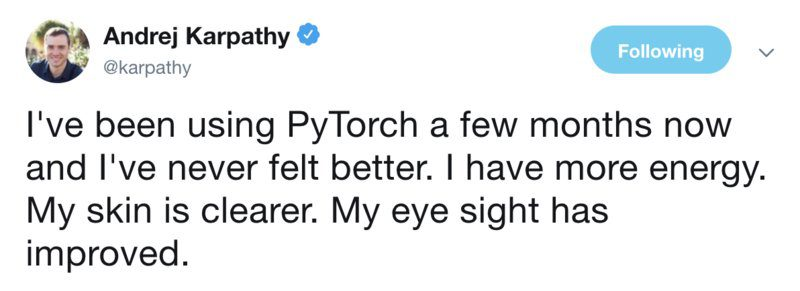 Andrej Karpathy
@karpathy
Following
I've been using PyTorch a few months now
and I've never felt better. I have more energy.
My skin is clearer. My eye sight has
improved.